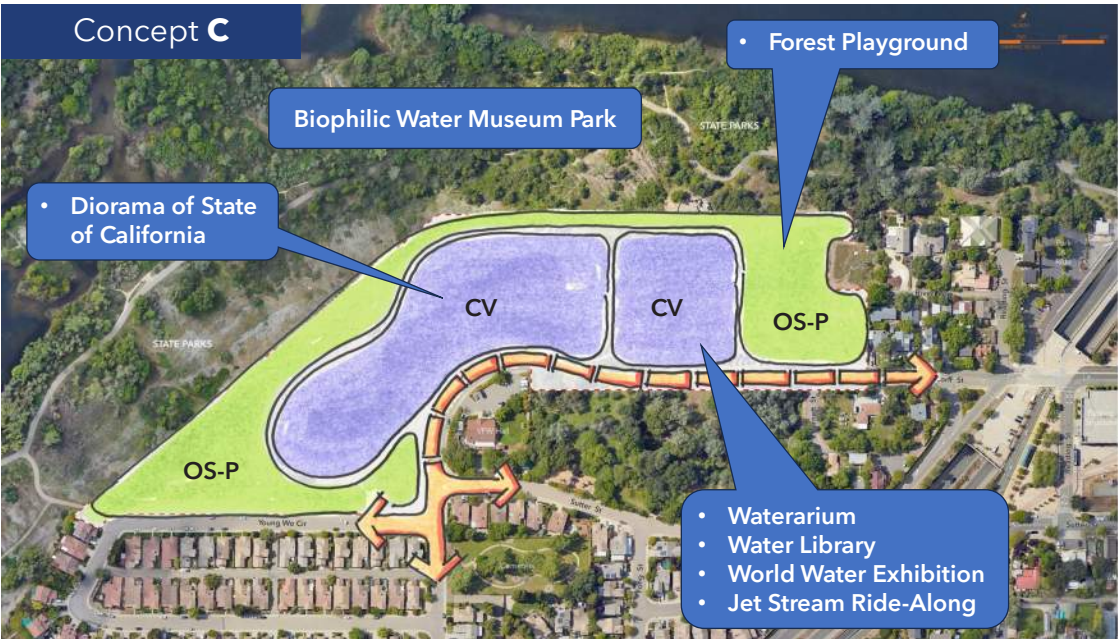 Concept C
• Forest Playground
Biophilic Water Museum Park
STATE PARKS
• Diorama of State
of California
CV
CV
OS-P
STATE PARKS
OS-P
Young Wo Cir
Sutter St
• Waterarium
• Water Library
• World Water Exhibition
• Jet Stream Ride-Along